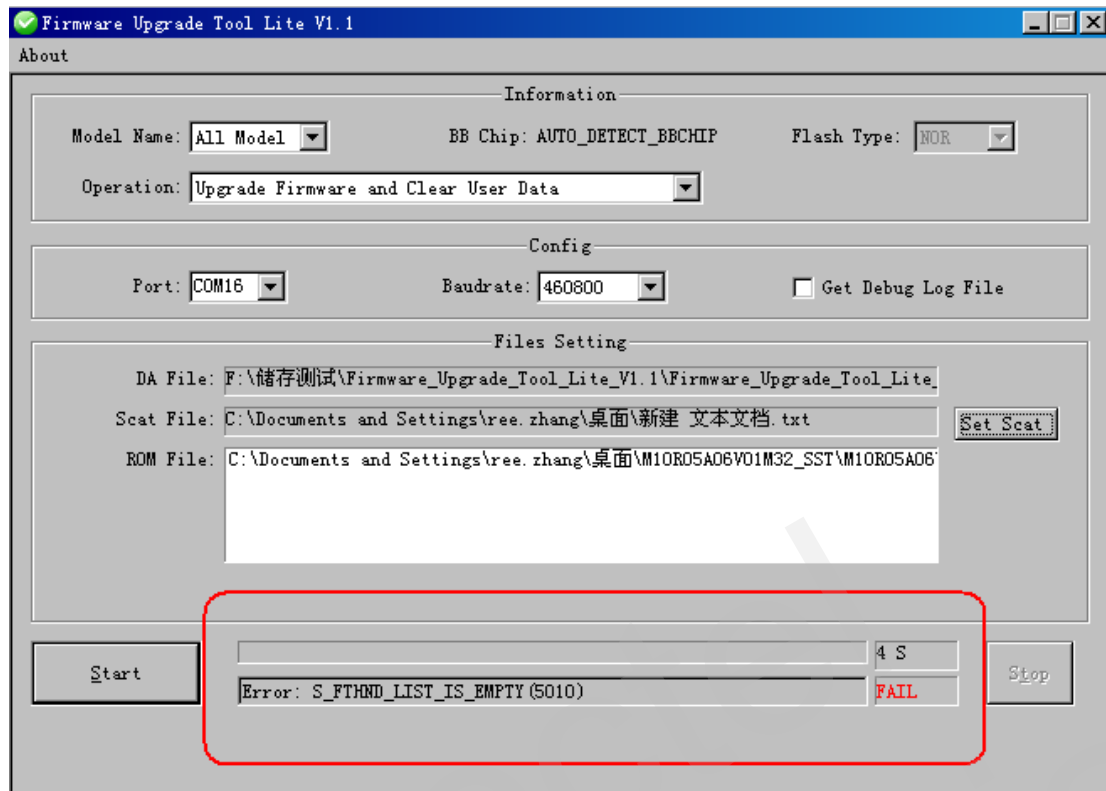 Firmware Upgrade Tool Lite V1.1
About
Information
Model Name: All Model BB Chip: AUTO_DETECT_BBCHIP Flash Type: NOR
Operation: Upgrade Firmware and Clear User Data
Config
Port: COM16 Baudrate: 460800 Get Debug Log File
Files Setting
DA File: F:\储存测试\Firmware_Upgrade_Tool_Lite_V1.1\Firmware_Upgrade_Tool_Lite_
Scat File: C:\Documents and Settings\ree.zhang\桌面\新建 文本文档.txt Set Scat
ROM File: C:\Documents and Settings\ree.zhang\桌面\M10R05A06V01M32_SST\M10R05A06
4 S
Start Stop
Error: S_FTHND_LIST_IS_EMPTY(5010) FAIL